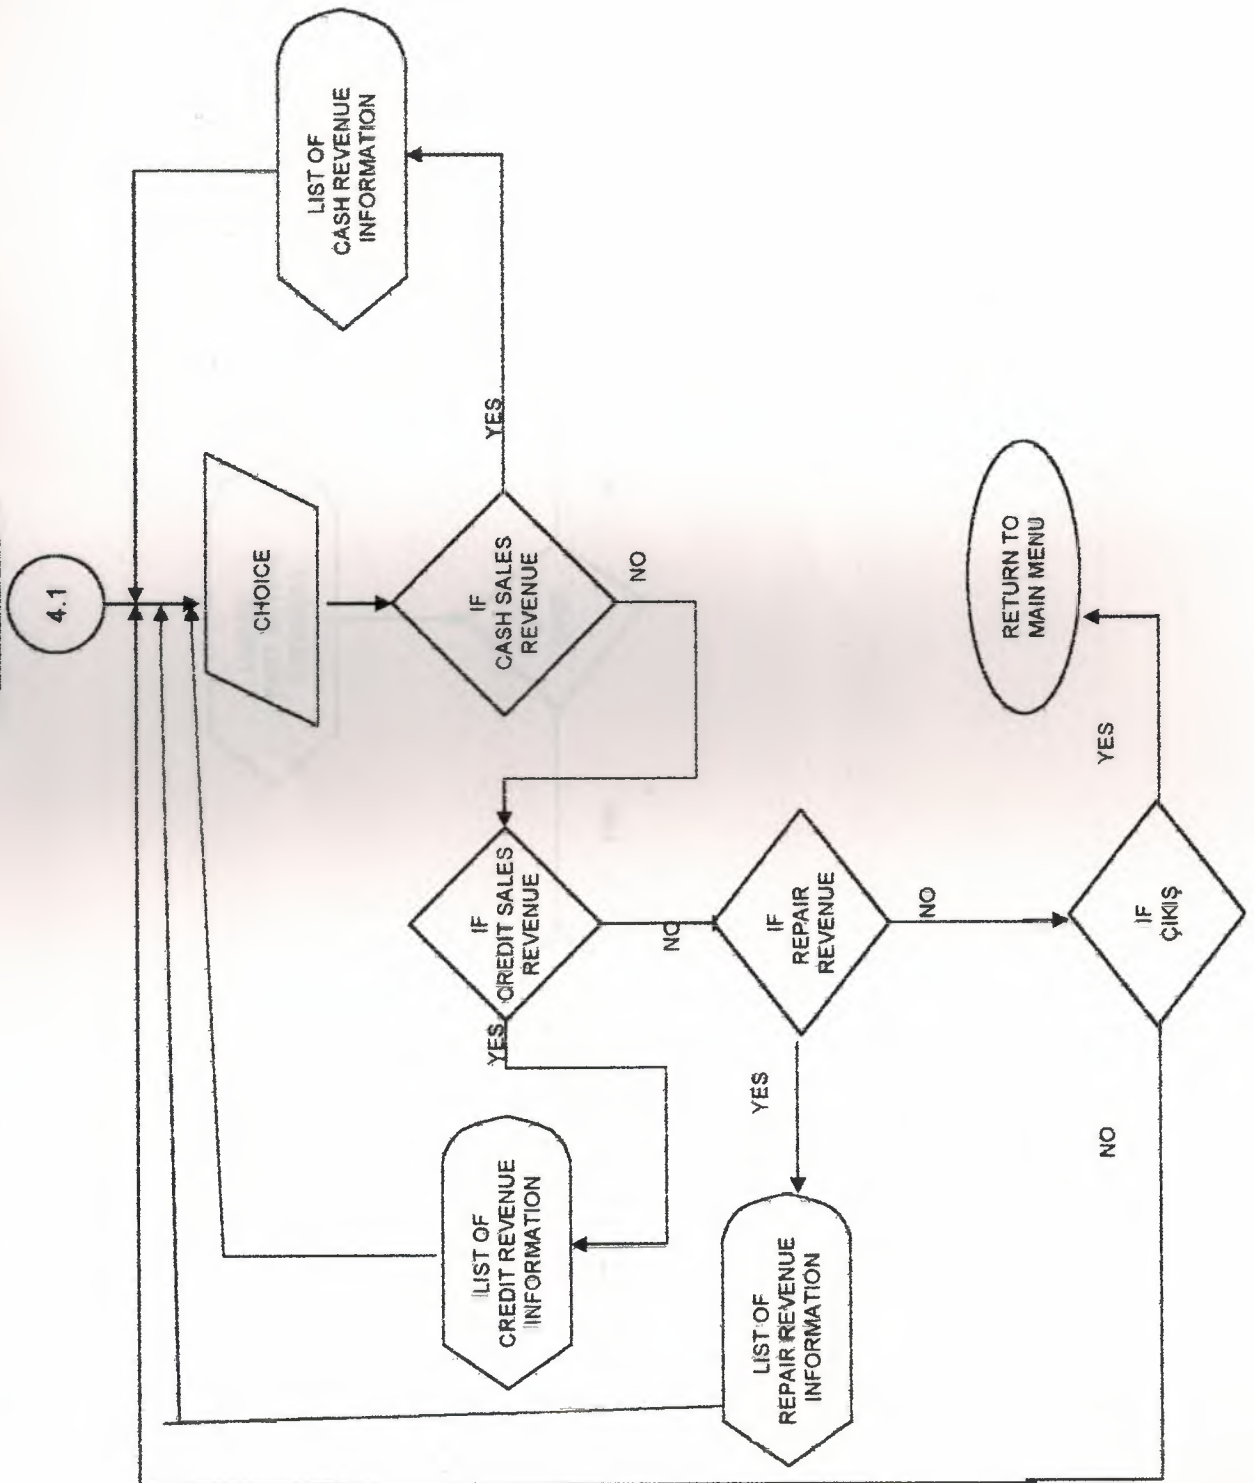 4.1
CHOICE
IF
CASH SALES
REVENUE
YES
LIST OF
CASH REVENUE
INFORMATION
NO
IF
CREDIT SALES
REVENUE
YES
LIST OF
CREDIT REVENUE
INFORMATION
NO
IF
REPAIR
REVENUE
YES
LIST OF
REPAIR REVENUE
INFORMATION
NO
IF
ÇIKIŞ
YES
RETURN TO
MAIN MENU
NO